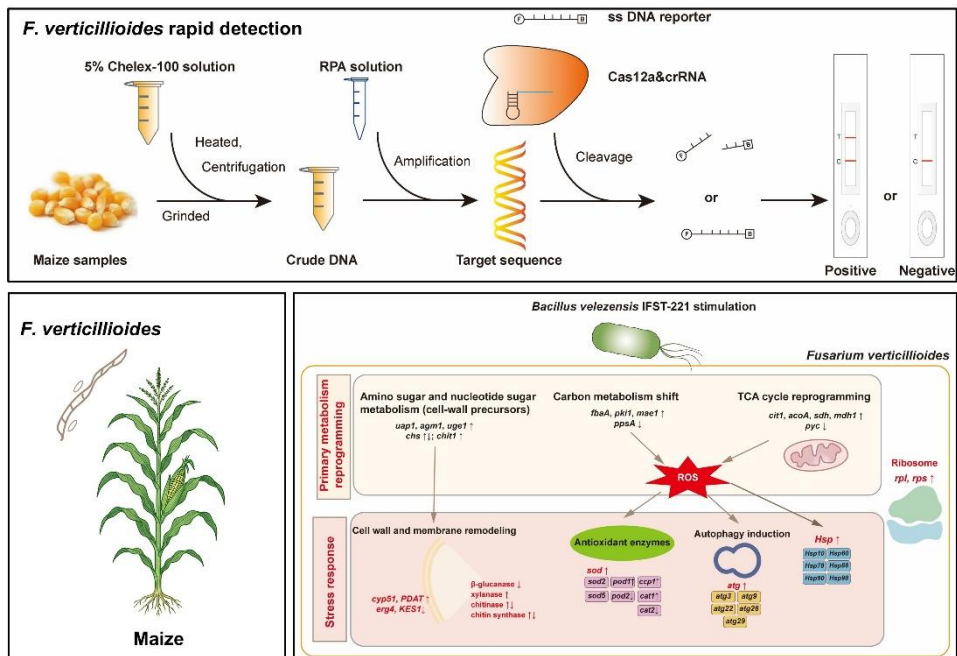 F. verticillioides rapid detection
5% Chelex-100 solution
RPA solution
F
B
ss DNA reporter
Cas12a&crRNA
Heated,
Centrifugation
Grinded
Amplification
Cleavage
F
B
or
F
B
Maize samples
Crude DNA
Target sequence
T
C
or
T
C
Positive
Negative
F. verticillioides
Maize
Bacillus velezensis IFST-221 stimulation
Fusarium verticillioides
Primary metabolism
reprogramming
Amino sugar and nucleotide sugar
metabolism (cell-wall precursors)
uap1, agm1, uge1 ↑
chs ↑↓; chit1 ↑
Carbon metabolism shift
fbaA, pki1, mae1 ↑
ppsA ↓
TCA cycle reprogramming
cit1, acoA, sdh, mdh1 ↑
pyc ↓
ROS
Ribosome
rpl, rps ↑
Stress response
Cell wall and membrane remodeling
cyp51, PDAT ↑
erg4, KES1↓
β-glucanase ↓
xylanase ↑
chitinase ↑↓
chitin synthase ↑↓
Antioxidant enzymes
sod ↑
sod2 pod1↑ ccp1↑
sod5 pod2↓ cat1↑
cat2↓
Autophagy induction
atg ↑
atg3 atg9
atg22 atg26
atg29
Hsp ↑
Hsp10 Hsp60
Hsp70 Hsp88
Hsp90 Hsp98